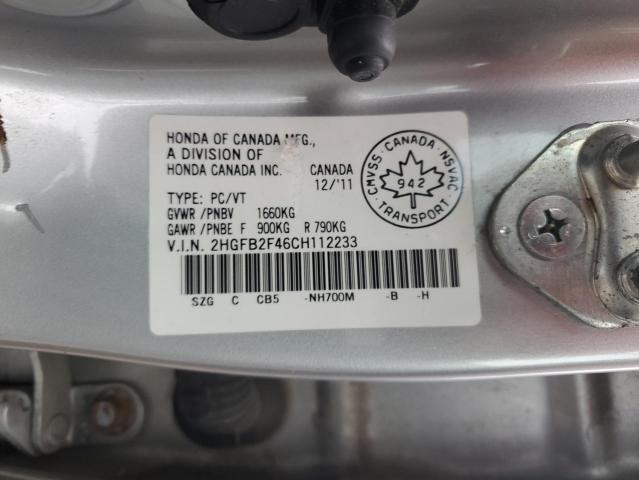 HONDA OF CANADA MFG.,
A DIVISION OF
HONDA CANADA INC. CANADA
12/'11
TYPE: PC/VT
GVWR /PNBV 1660KG
GAWR /PNBE F 900KG R 790KG
V.I.N. 2HGFB2F46CH112233
SZG C CB5 -NH700M -B -H
CMVSS · CANADA · NSVAC
942
TRANSPORT